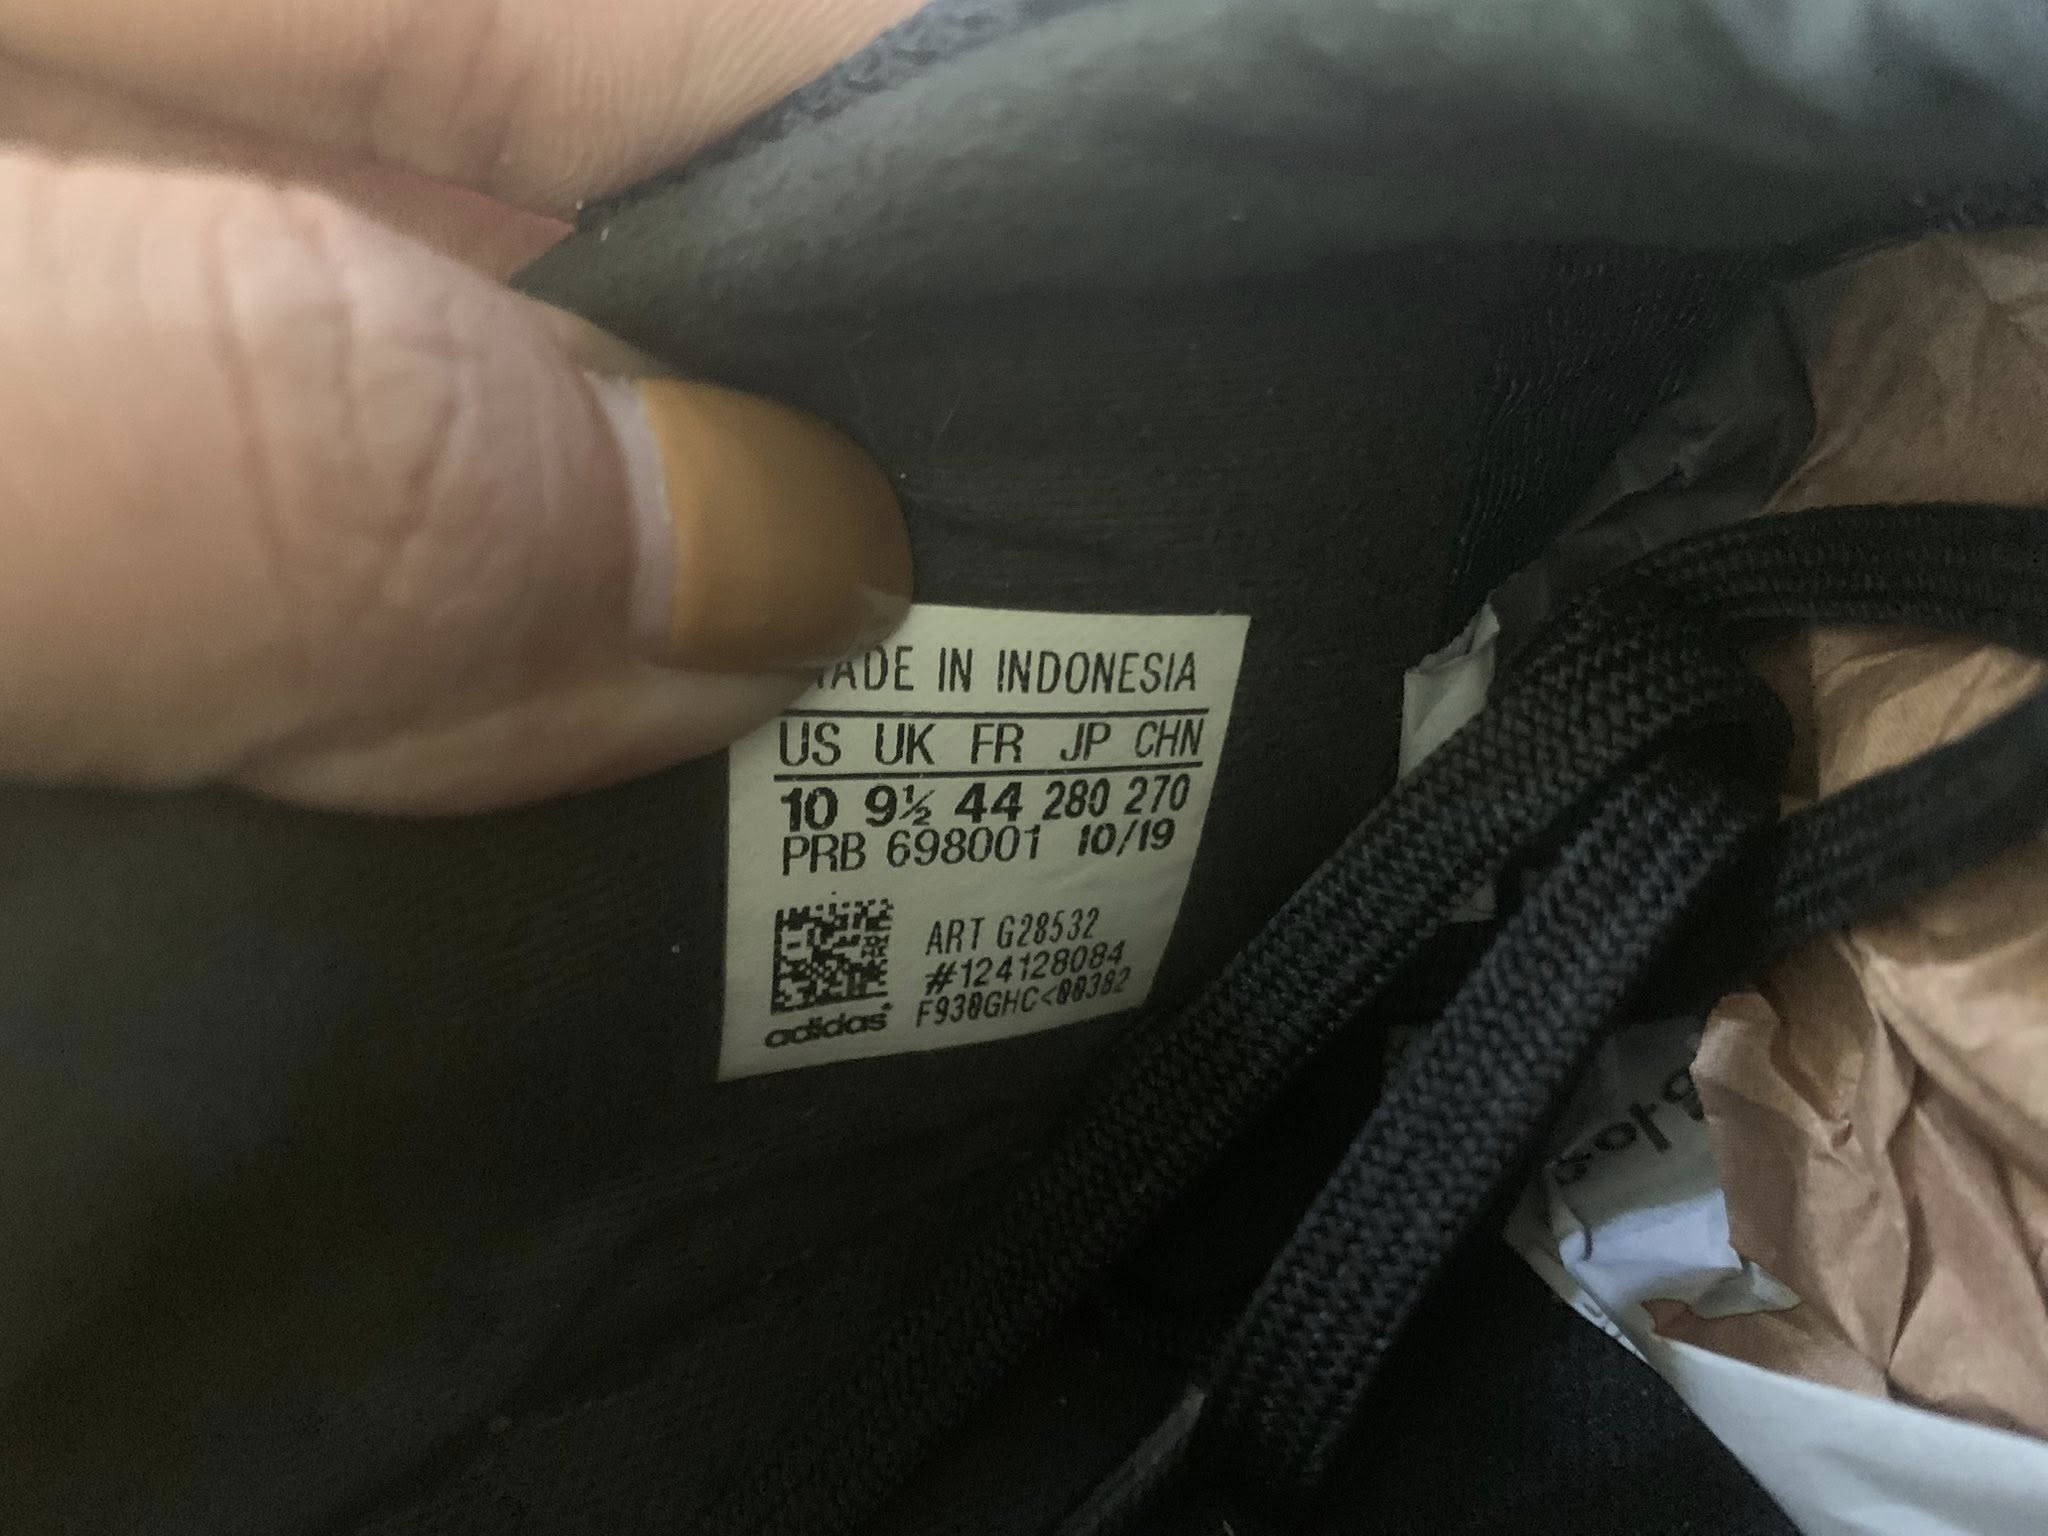 MADE IN INDONESIA
US UK FR JP CHN
10 9½ 44 280 270
PRB 698001 10/19
ART G28532
#124128084
F930GHC<00382
adidas